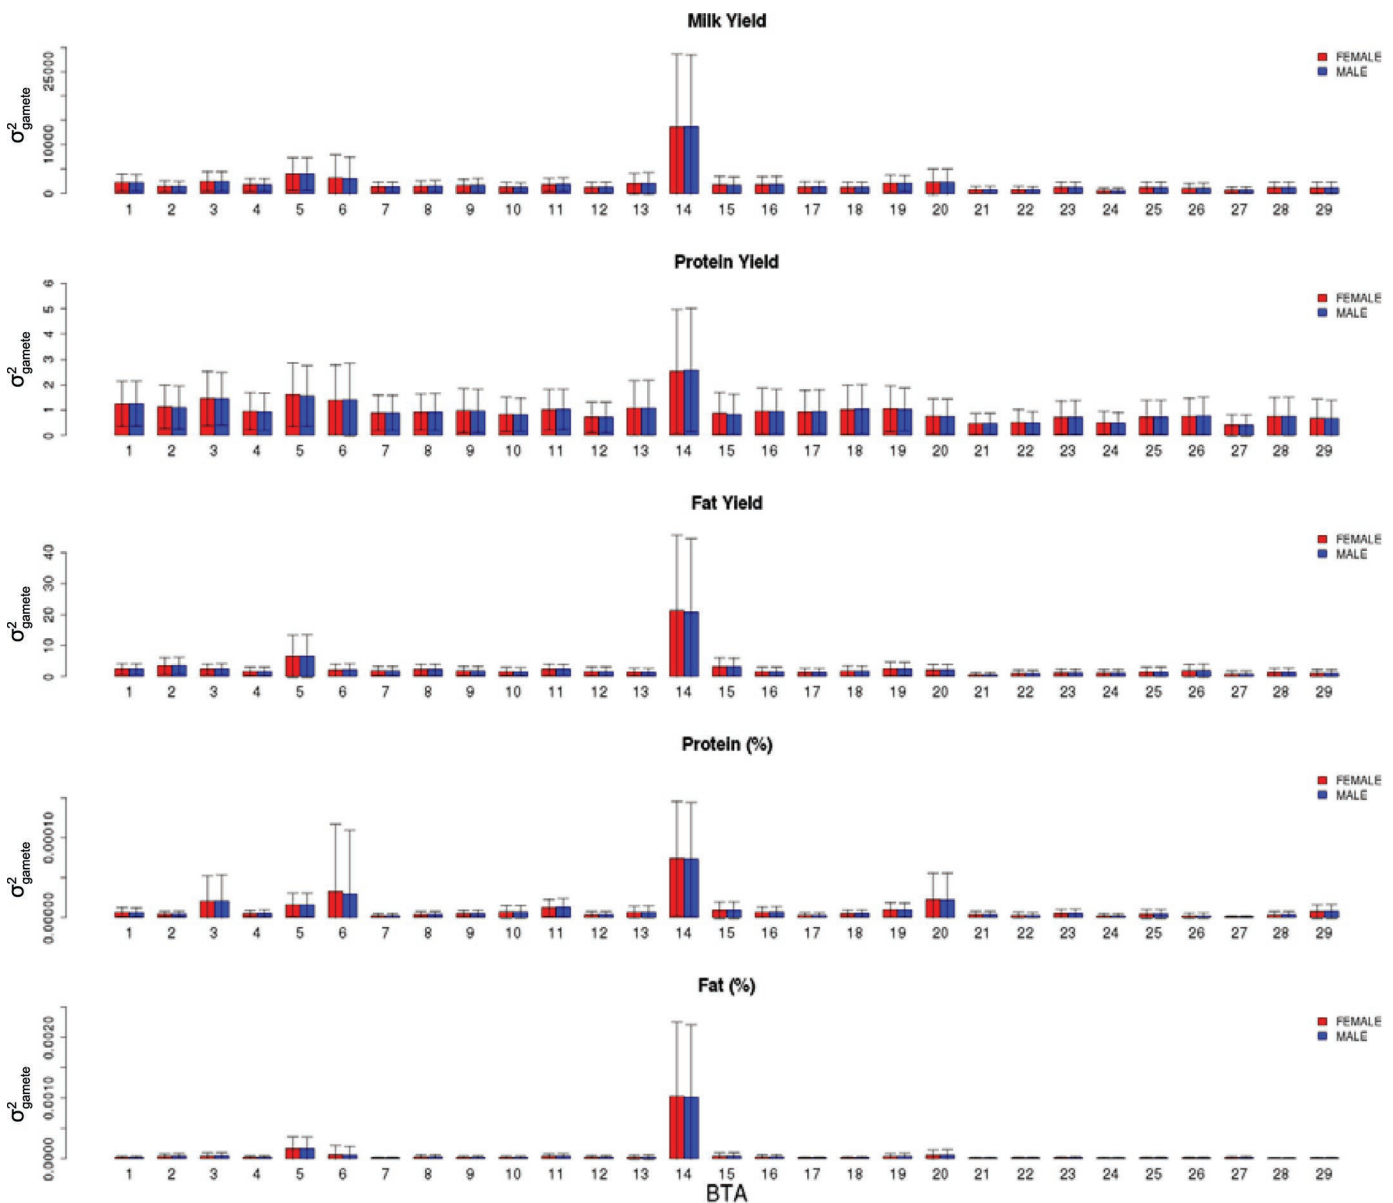 Milk Yield
FEMALE
MALE
σ²gamete
0 10000 25000
1 2 3 4 5 6 7 8 9 10 11 12 13 14 15 16 17 18 19 20 21 22 23 24 25 26 27 28 29
Protein Yield
FEMALE
MALE
σ²gamete
0 1 2 3 4 5 6
1 2 3 4 5 6 7 8 9 10 11 12 13 14 15 16 17 18 19 20 21 22 23 24 25 26 27 28 29
Fat Yield
FEMALE
MALE
σ²gamete
0 10 20 30 40
1 2 3 4 5 6 7 8 9 10 11 12 13 14 15 16 17 18 19 20 21 22 23 24 25 26 27 28 29
Protein (%)
FEMALE
MALE
σ²gamete
0.00000 0.00010
1 2 3 4 5 6 7 8 9 10 11 12 13 14 15 16 17 18 19 20 21 22 23 24 25 26 27 28 29
Fat (%)
FEMALE
MALE
σ²gamete
0.0000 0.0010 0.0020
1 2 3 4 5 6 7 8 9 10 11 12 13 14 15 16 17 18 19 20 21 22 23 24 25 26 27 28 29
BTA